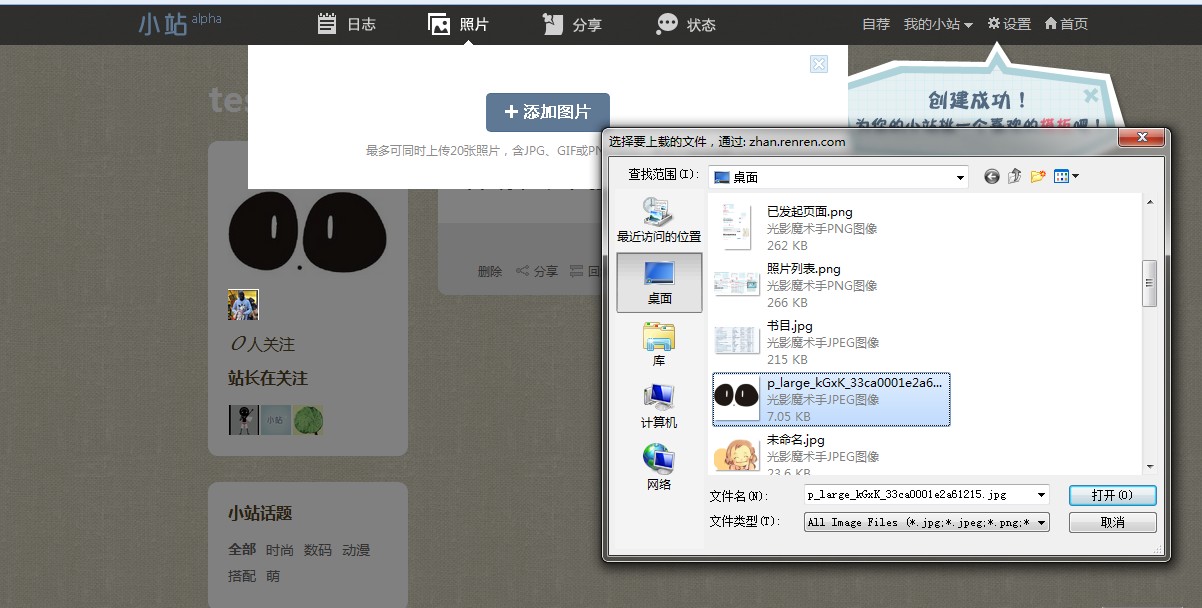 小站 alpha
日志
照片
分享
状态
自荐
我的小站
设置
首页
+ 添加图片
最多可同时上传20张照片，含JPG、GIF或PN
创建成功！
为您的小站挑一个喜欢的模板吧！
tes
删除
分享
回
0人关注
站长在关注
小站
小站话题
全部 时尚 数码 动漫
搭配 萌
选择要上载的文件，通过: zhan.renren.com
查找范围(I):
桌面
最近访问的位置
桌面
库
计算机
网络
已发起页面.png
光影魔术手PNG图像
262 KB
照片列表.png
光影魔术手PNG图像
266 KB
书目.jpg
光影魔术手JPEG图像
215 KB
p_large_kGxK_33ca0001e2a6...
光影魔术手JPEG图像
7.05 KB
未命名.jpg
光影魔术手JPEG图像
23.6 KB
文件名(N):
p_large_kGxK_33ca0001e2a61215.jpg
打开(O)
文件类型(T):
All Image Files (*.jpg;*.jpeg;*.png;*
取消